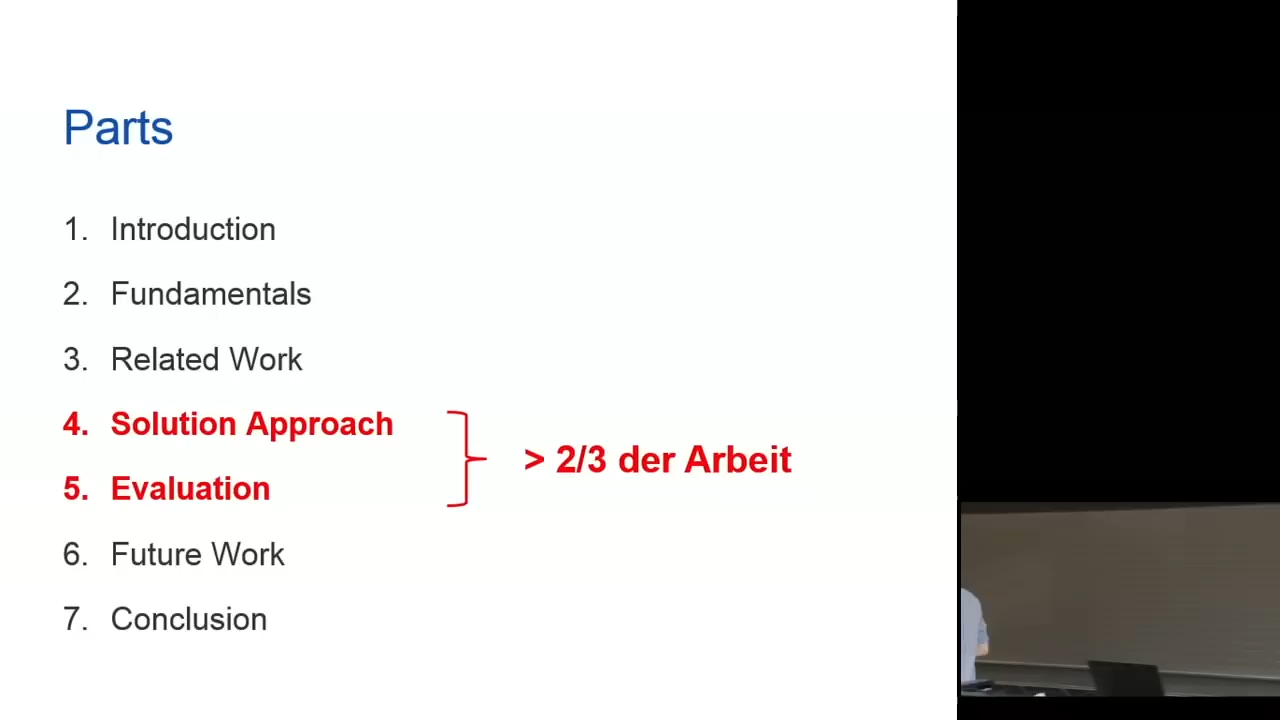 Parts
1. Introduction
2. Fundamentals
3. Related Work
4. Solution Approach
5. Evaluation
> 2/3 der Arbeit
6. Future Work
7. Conclusion